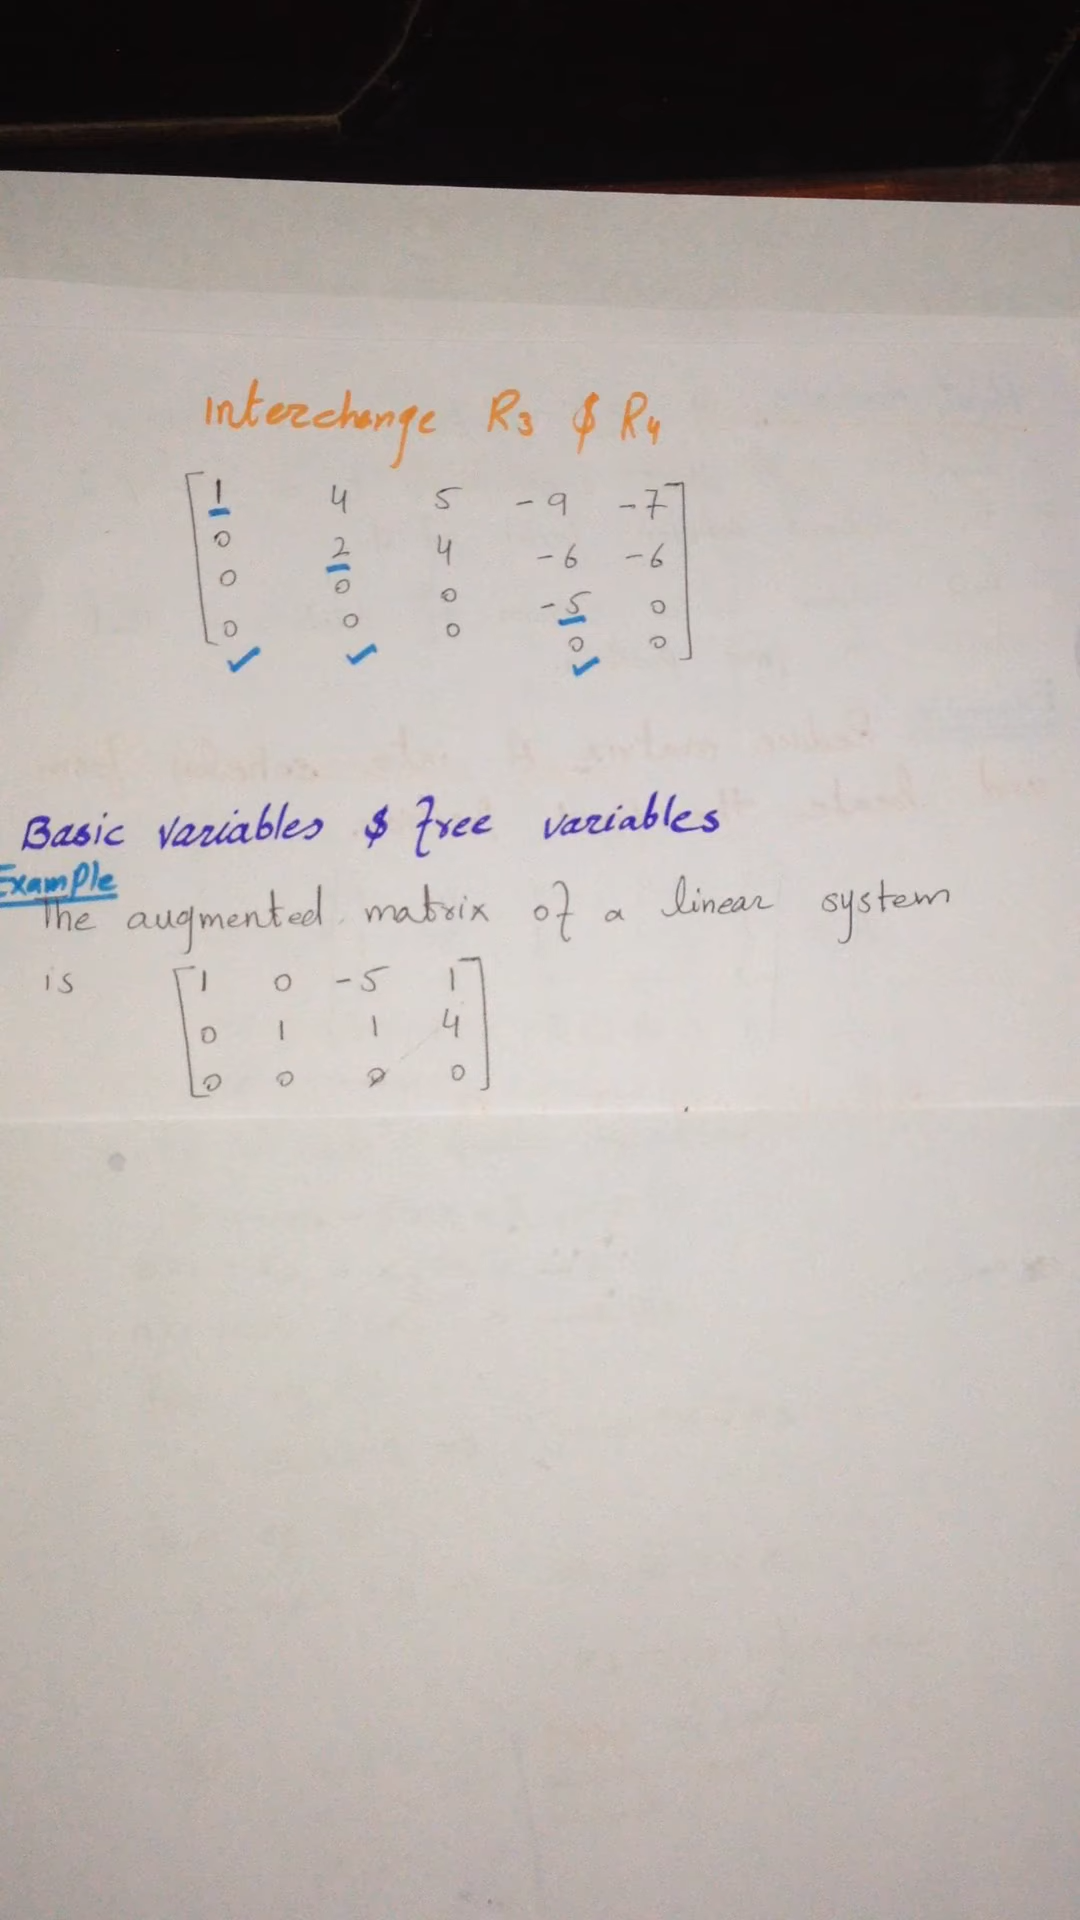 Interchange R3 & R4
1 4 5 -9 -7
0 2 4 -6 -6
0 0 0 -5 0
0 0 0 0 0
Basic variables & free variables
Example
The augmented matrix of a linear system
is
1 0 -5 1
0 1 1 4
0 0 0 0